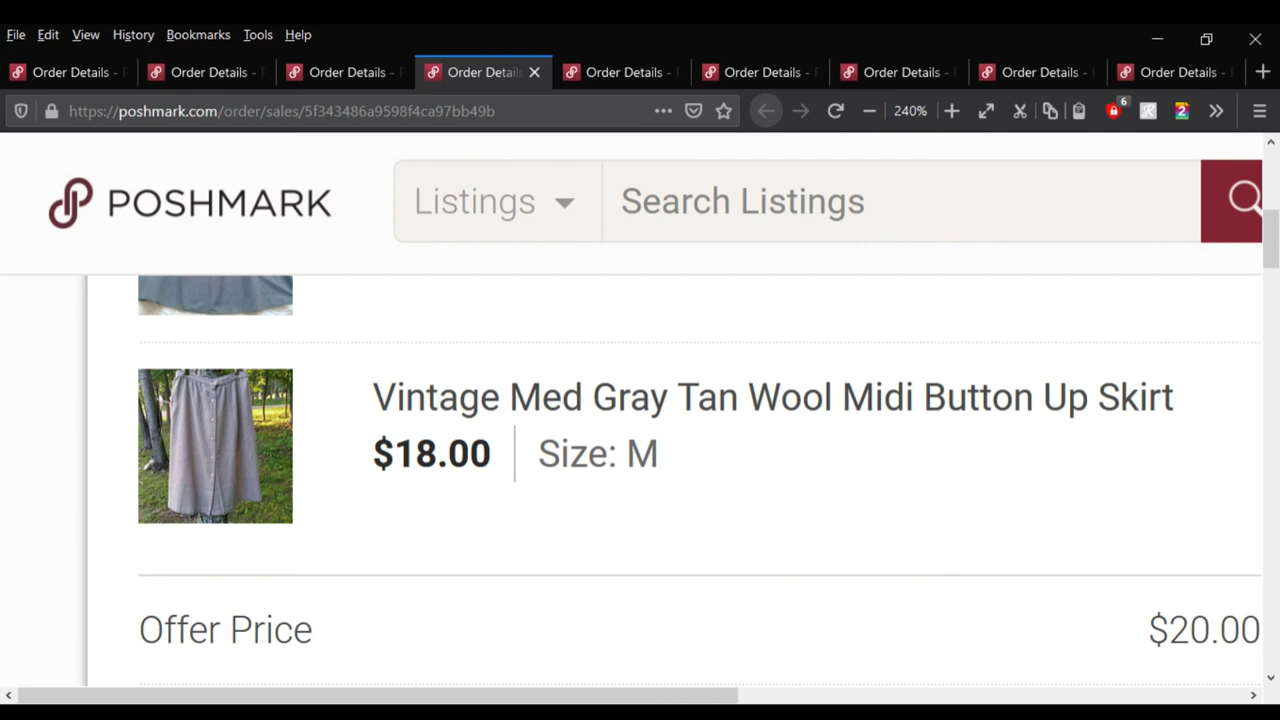 File Edit View History Bookmarks Tools Help
Order Details - Order Details - Order Details - Order Details Order Details - Order Details - Order Details - Order Details - Order Details -
https://poshmark.com/order/sales/5f343486a9598f4ca97bb49b 240% 6 2
POSHMARK Listings Search Listings
Vintage Med Gray Tan Wool Midi Button Up Skirt
$18.00 Size: M
Offer Price $20.00